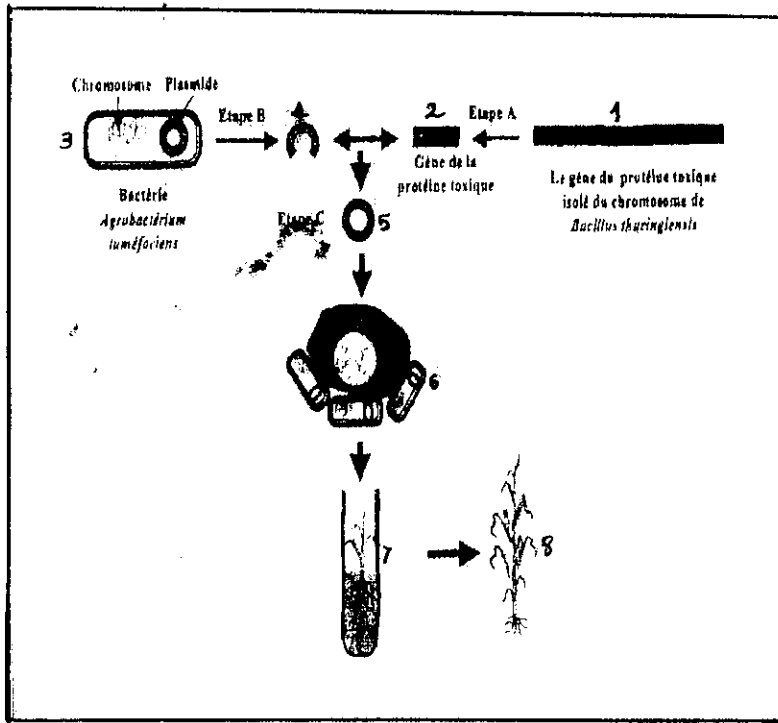 Chromosome Plasmide
3
Etape B
4
2
Etape A
1
Gène de la
protéine toxique
Le gène du protéine toxique
isolé du chromosome de
Bacillus thuringiensis
Bactérie
Agrobactérium
tuméfaciens
Etape C
5
6
7
8